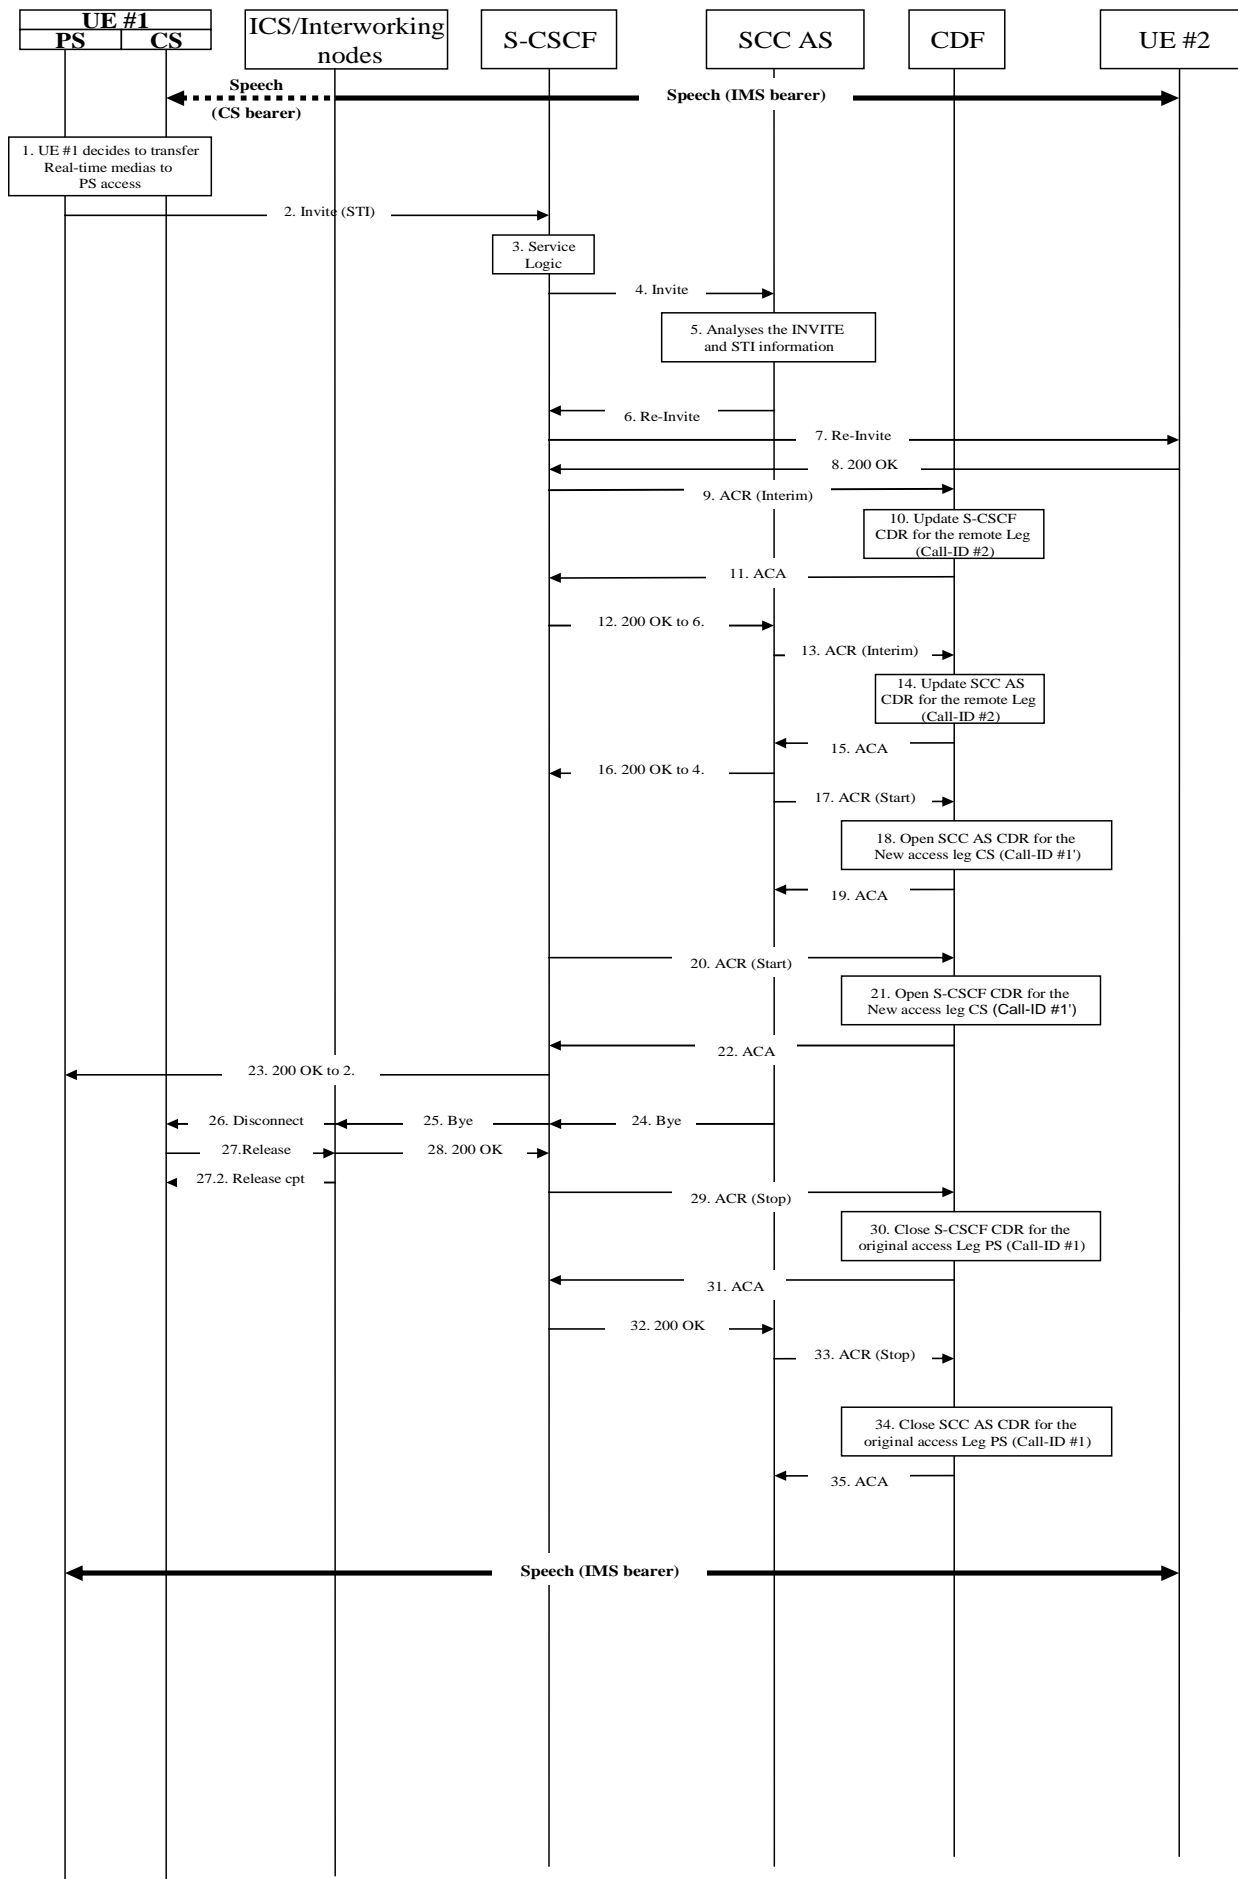 UE #1
PS CS
ICS/Interworking
nodes
S-CSCF
SCC AS
CDF
UE #2
Speech
(CS bearer)
Speech (IMS bearer)
1. UE #1 decides to transfer
Real-time medias to
PS access
2. Invite (STI)
3. Service
Logic
4. Invite
5. Analyses the INVITE
and STI information
6. Re-Invite
7. Re-Invite
8. 200 OK
9. ACR (Interim)
10. Update S-CSCF
CDR for the remote Leg
(Call-ID #2)
11. ACA
12. 200 OK to 6.
13. ACR (Interim)
14. Update SCC AS
CDR for the remote Leg
(Call-ID #2)
15. ACA
16. 200 OK to 4.
17. ACR (Start)
18. Open SCC AS CDR for the
New access leg CS (Call-ID #1')
19. ACA
20. ACR (Start)
21. Open S-CSCF CDR for the
New access leg CS (Call-ID #1')
22. ACA
23. 200 OK to 2.
26. Disconnect
25. Bye
24. Bye
27.Release
28. 200 OK
27.2. Release cpt
29. ACR (Stop)
30. Close S-CSCF CDR for the
original access Leg PS (Call-ID #1)
31. ACA
32. 200 OK
33. ACR (Stop)
34. Close SCC AS CDR for the
original access Leg PS (Call-ID #1)
35. ACA
Speech (IMS bearer)